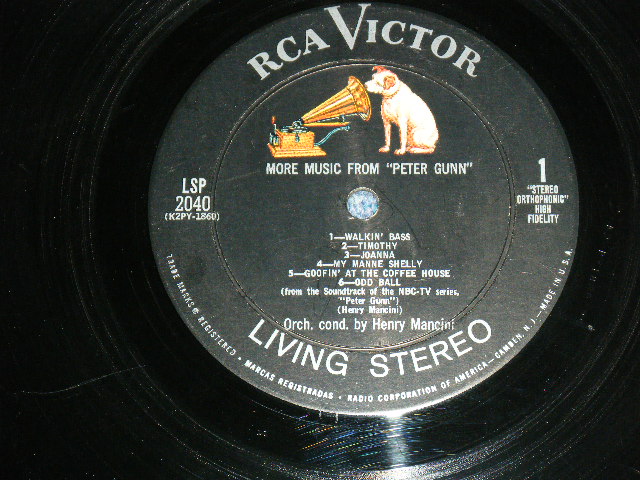 RCA VICTOR
MORE MUSIC FROM "PETER GUNN"
LSP
2040
(K2PY-1860)
1
"STEREO
ORTHOPHONIC"
HIGH
FIDELITY
1—WALKIN' BASS
2—TIMOTHY
3—JOANNA
4—MY MANNE SHELLY
5—GOOFIN' AT THE COFFEE HOUSE
6—ODD BALL
(from the Soundtrack of the NBC-TV series,
"Peter Gunn")
(Henry Mancini)
Orch. cond. by Henry Mancini
LIVING STEREO
TRADE MARKS ® REGISTERED • MARCAS REGISTRADAS • RADIO CORPORATION OF AMERICA—CAMDEN, N.J.—MADE IN U.S.A.